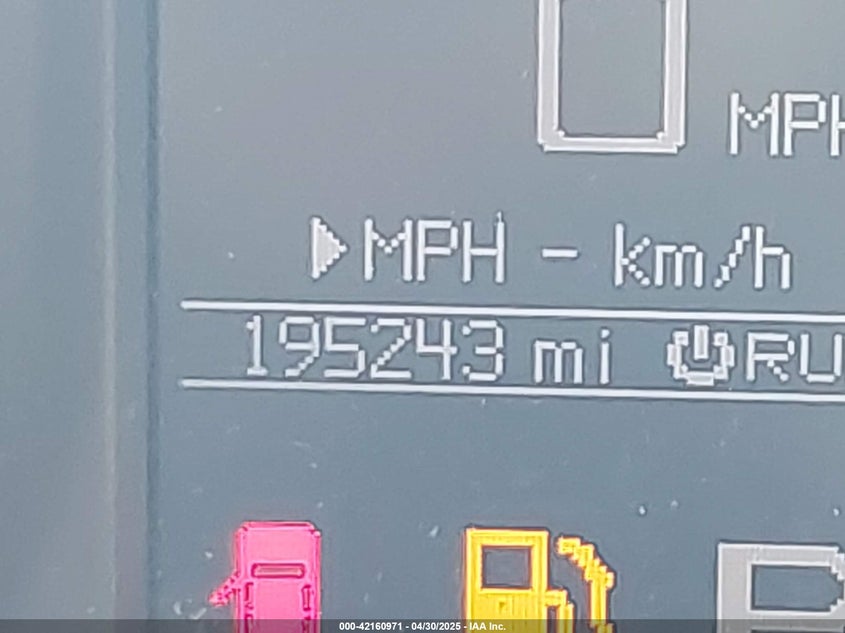 0 MPH
▶MPH - km/h
195243 mi ⏻RU
P
000-42160971 - 04/30/2025 - IAA Inc.